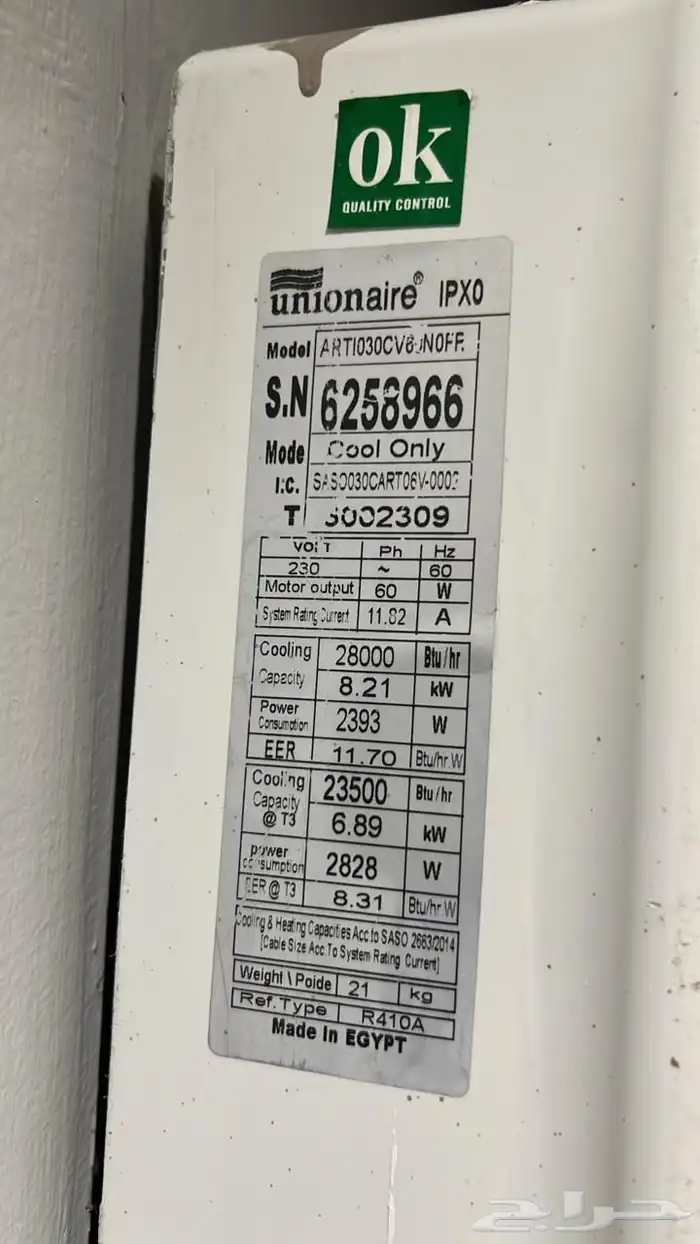 ok
QUALITY CONTROL
unionaire® IPX0
Model
S.N 6258966
Mode Cool Only
I.C.
T
VOLT Ph Hz
230 ~ 60
Motor output 60 W
System Rating Current 11.82 A
Cooling Capacity 28000 Btu/hr
8.21 kW
Power Consumption 2393 W
EER 11.70 Btu/hr.W
Cooling Capacity @ T3 23500 Btu/hr
6.89 kW
power consumption 2828 W
EER @ T3 8.31 Btu/hr.W
Cooling & Heating Capacities Acc.to SASO 2663/2014
[Cable Size Acc.To System Rating Current]
Weight \ Poide 21 kg
Ref.Type R410A
Made In EGYPT
حراج